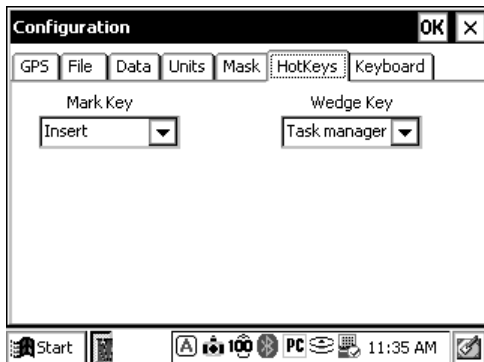 Configuration OK ×
GPS File Data Units Mask HotKeys Keyboard
Mark Key Wedge Key
Insert Task manager
Start A 100 PC 11:35 AM